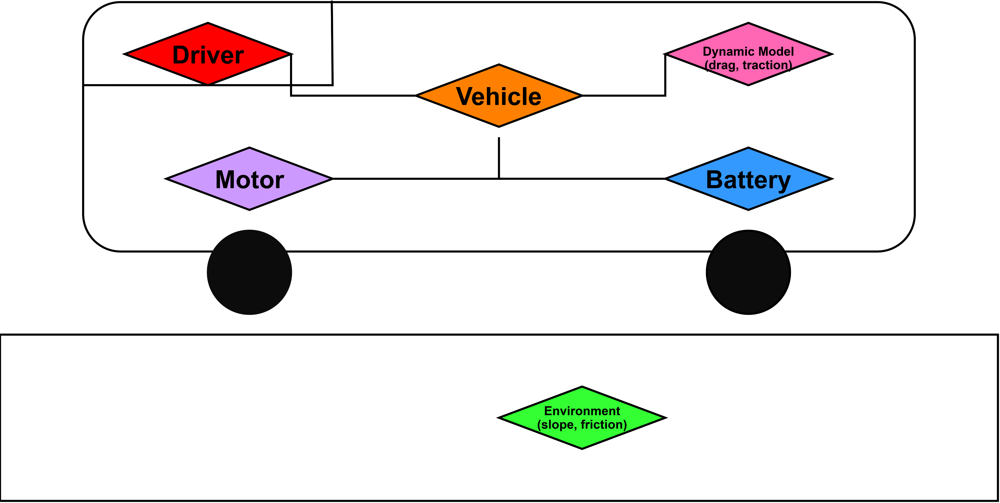 Driver
Dynamic Model
(drag, traction)
Vehicle
Motor
Battery
Environment
(slope, friction)